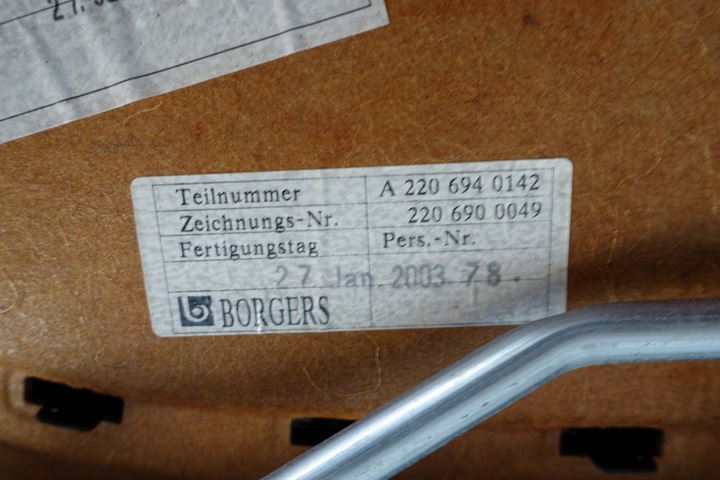 Teilnummer A 220 694 0142
Zeichnungs-Nr. 220 690 0049
Fertigungstag Pers.-Nr.
27 Jan. 2003 78.
BORGERS